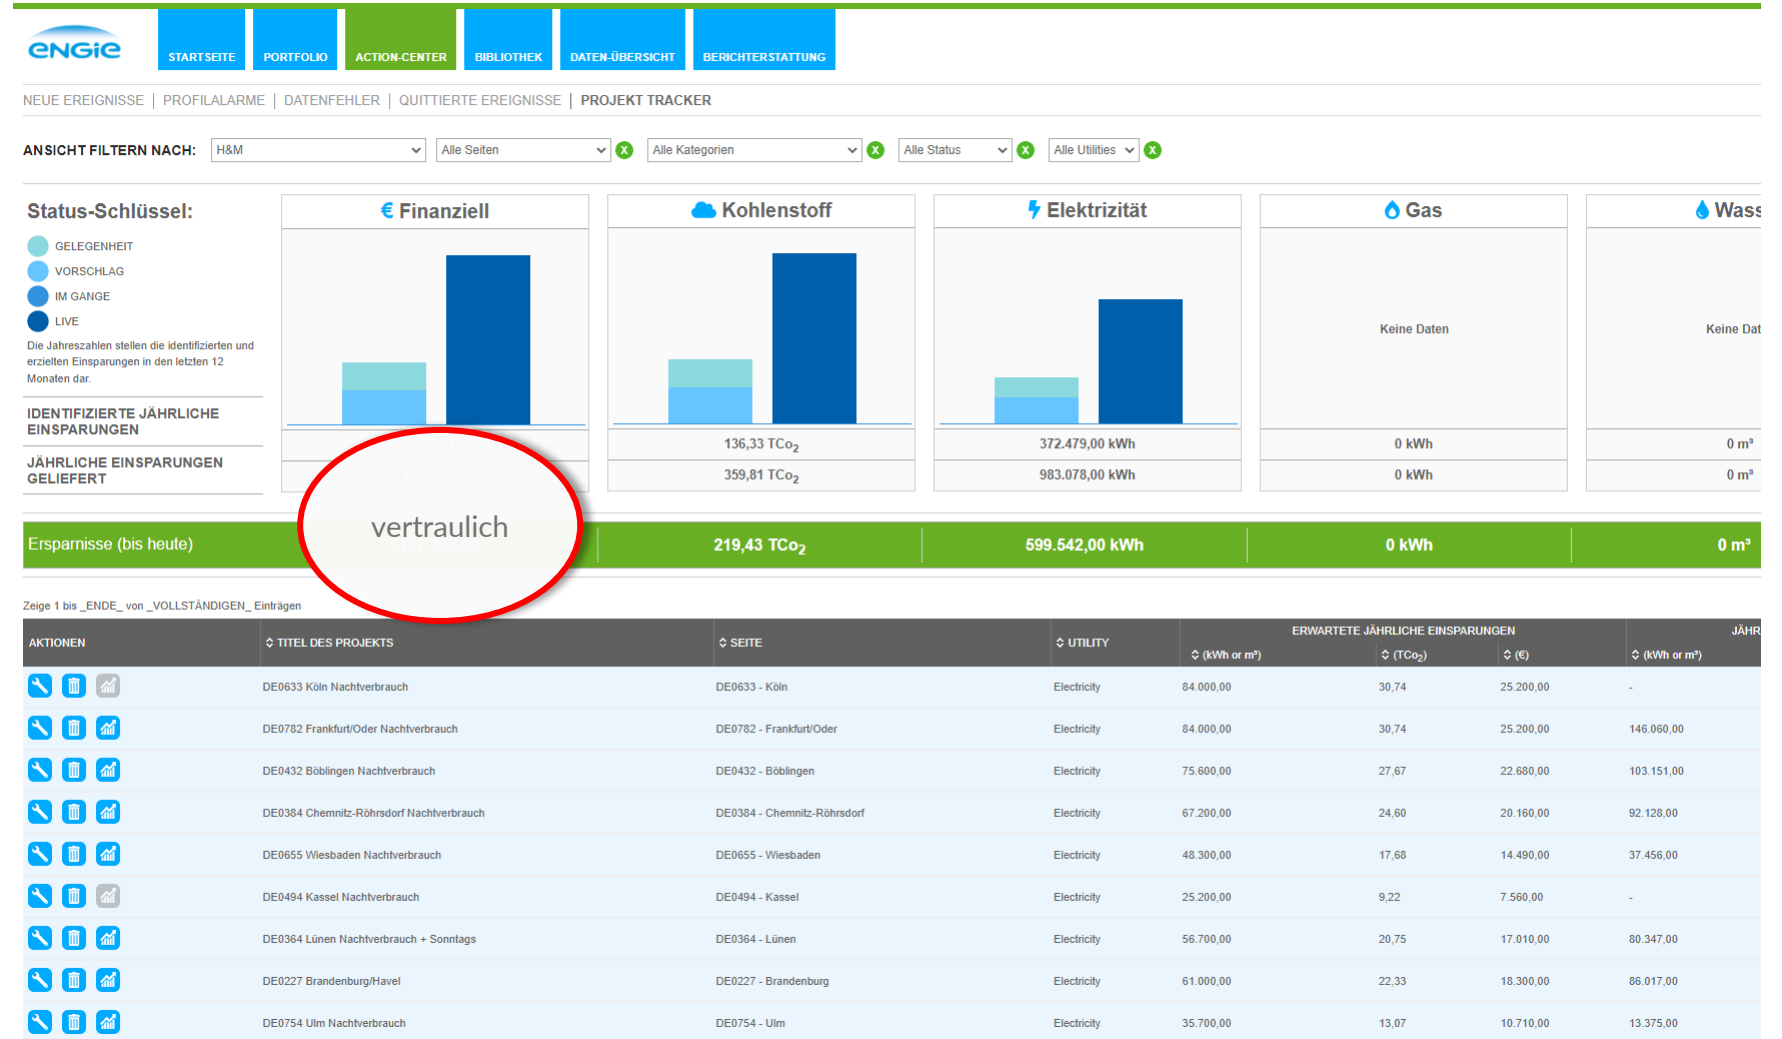 ENGIE
STARTSEITE
PORTFOLIO
ACTION-CENTER
BIBLIOTHEK
DATEN-ÜBERSICHT
BERICHTERSTATTUNG
NEUE EREIGNISSE | PROFILALARME | DATENFEHLER | QUITTIERTE EREIGNISSE | PROJEKT TRACKER
ANSICHT FILTERN NACH: H&M Alle Seiten X Alle Kategorien X Alle Status X Alle Utilities X
Status-Schlüssel:
GELEGENHEIT
VORSCHLAG
IM GANGE
LIVE
Die Jahreszahlen stellen die identifizierten und
erzielten Einsparungen in den letzten 12
Monaten dar.
€ Finanziell
Kohlenstoff
Elektrizität
Gas
Wass
Keine Daten
Keine Dat
IDENTIFIZIERTE JÄHRLICHE
EINSPARUNGEN
136,33 TCo2 372.479,00 kWh 0 kWh 0 m³
JÄHRLICHE EINSPARUNGEN
GELIEFERT
359,81 TCo2 983.078,00 kWh 0 kWh 0 m³
vertraulich
Ersparnisse (bis heute) 219,43 TCo2 599.542,00 kWh 0 kWh 0 m³
Zeige 1 bis _ENDE_ von _VOLLSTÄNDIGEN_ Einträgen
AKTIONEN TITEL DES PROJEKTS SEITE UTILITY ERWARTETE JÄHRLICHE EINSPARUNGEN JÄHR
(kWh or m³) (TCo2) (€) (kWh or m³)
DE0633 Köln Nachtverbrauch DE0633 - Köln Electricity 84.000,00 30,74 25.200,00 -
DE0782 Frankfurt/Oder Nachtverbrauch DE0782 - Frankfurt/Oder Electricity 84.000,00 30,74 25.200,00 146.060,00
DE0432 Böblingen Nachtverbrauch DE0432 - Böblingen Electricity 75.600,00 27,67 22.680,00 103.151,00
DE0384 Chemnitz-Röhrsdorf Nachtverbrauch DE0384 - Chemnitz-Röhrsdorf Electricity 67.200,00 24,60 20.160,00 92.128,00
DE0655 Wiesbaden Nachtverbrauch DE0655 - Wiesbaden Electricity 48.300,00 17,68 14.490,00 37.456,00
DE0494 Kassel Nachtverbrauch DE0494 - Kassel Electricity 25.200,00 9,22 7.560,00 -
DE0364 Lünen Nachtverbrauch + Sonntags DE0364 - Lünen Electricity 56.700,00 20,75 17.010,00 80.347,00
DE0227 Brandenburg/Havel DE0227 - Brandenburg Electricity 61.000,00 22,33 18.300,00 86.017,00
DE0754 Ulm Nachtverbrauch DE0754 - Ulm Electricity 35.700,00 13,07 10.710,00 13.375,00